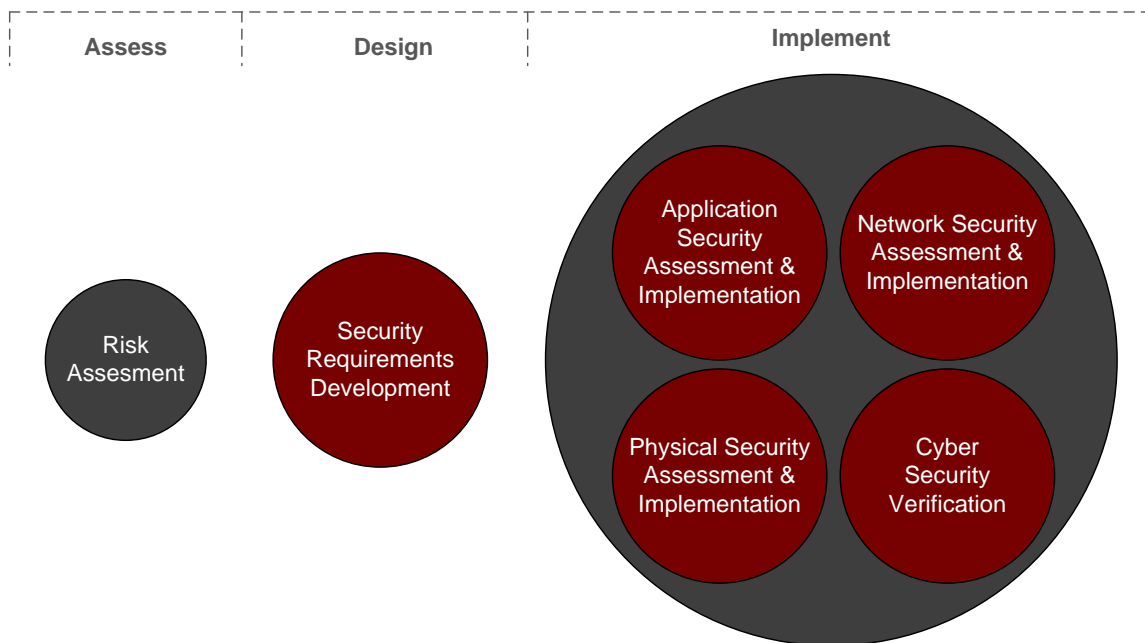 Assess
Design
Implement
Risk
Assesment
Security
Requirements
Development
Application
Security
Assessment &
Implementation
Network Security
Assessment &
Implementation
Physical Security
Assessment &
Implementation
Cyber
Security
Verification